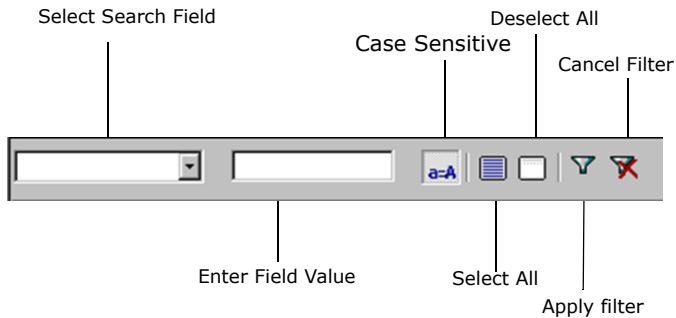 Select Search Field
Deselect All
Case Sensitive
Cancel Filter
a=A
Enter Field Value
Select All
Apply filter